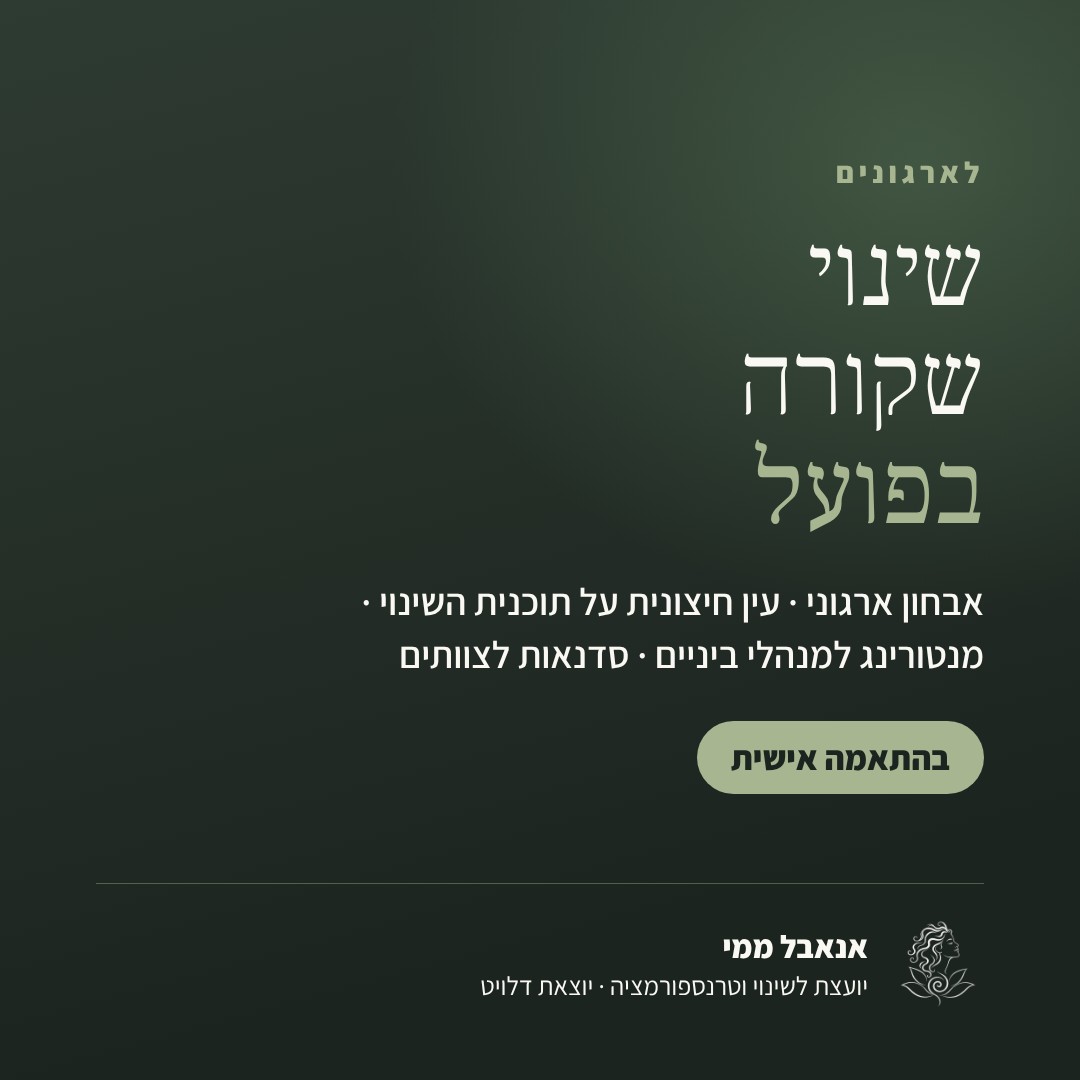 לארגונים
שינוי
שקורה
בפועל
אבחון ארגוני · עין חיצונית על תוכנית השינוי ·
מנטורינג למנהלי ביניים · סדנאות לצוותים
בהתאמה אישית
אנאבל ממי
יועצת לשינוי וטרנספורמציה · יוצאת דלויט